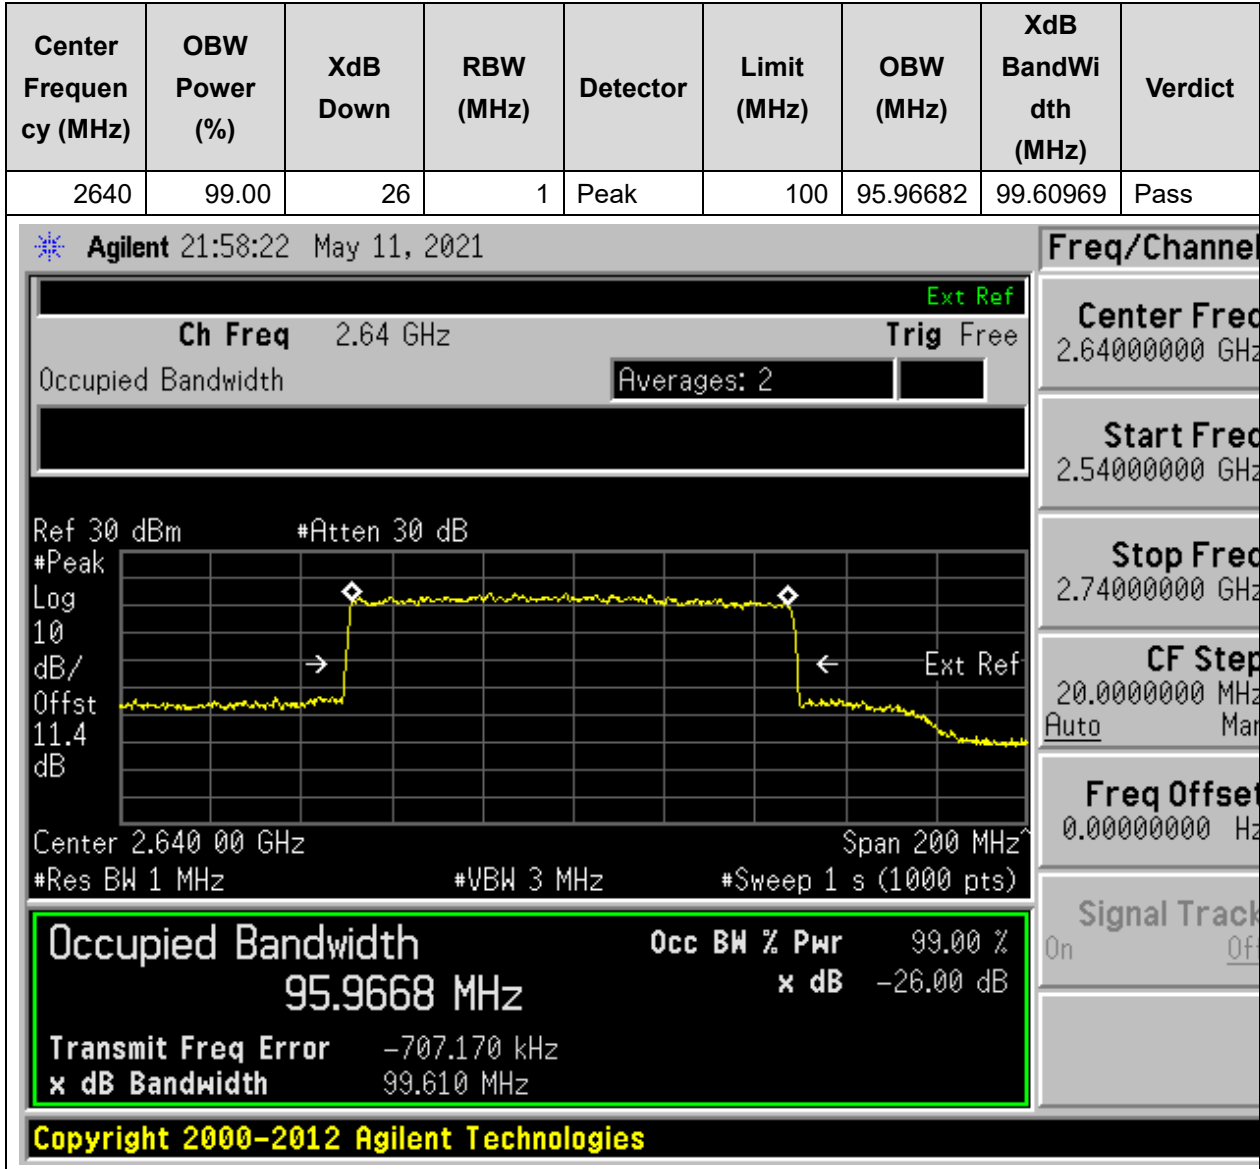 Center Frequen cy (MHz) OBW Power (%) XdB Down RBW (MHz) Detector Limit (MHz) OBW (MHz) XdB BandWi dth (MHz) Verdict
2640 99.00 26 1 Peak 100 95.96682 99.60969 Pass
Agilent 21:58:22 May 11, 2021
Ext Ref
Ch Freq 2.64 GHz Trig Free
Occupied Bandwidth Averages: 2
Ref 30 dBm #Atten 30 dB
#Peak
Log
10
dB/
Offst
11.4
dB
Ext Ref
Center 2.640 00 GHz Span 200 MHz^
#Res BW 1 MHz #VBW 3 MHz #Sweep 1 s (1000 pts)
Occupied Bandwidth Occ BW % Pwr 99.00 %
95.9668 MHz x dB -26.00 dB
Transmit Freq Error -707.170 kHz
x dB Bandwidth 99.610 MHz
Copyright 2000-2012 Agilent Technologies
Freq/Channel
Center Freq
2.64000000 GHz
Start Freq
2.54000000 GHz
Stop Freq
2.74000000 GHz
CF Step
20.0000000 MHz
Auto Man
Freq Offset
0.00000000 Hz
Signal Track
On Off